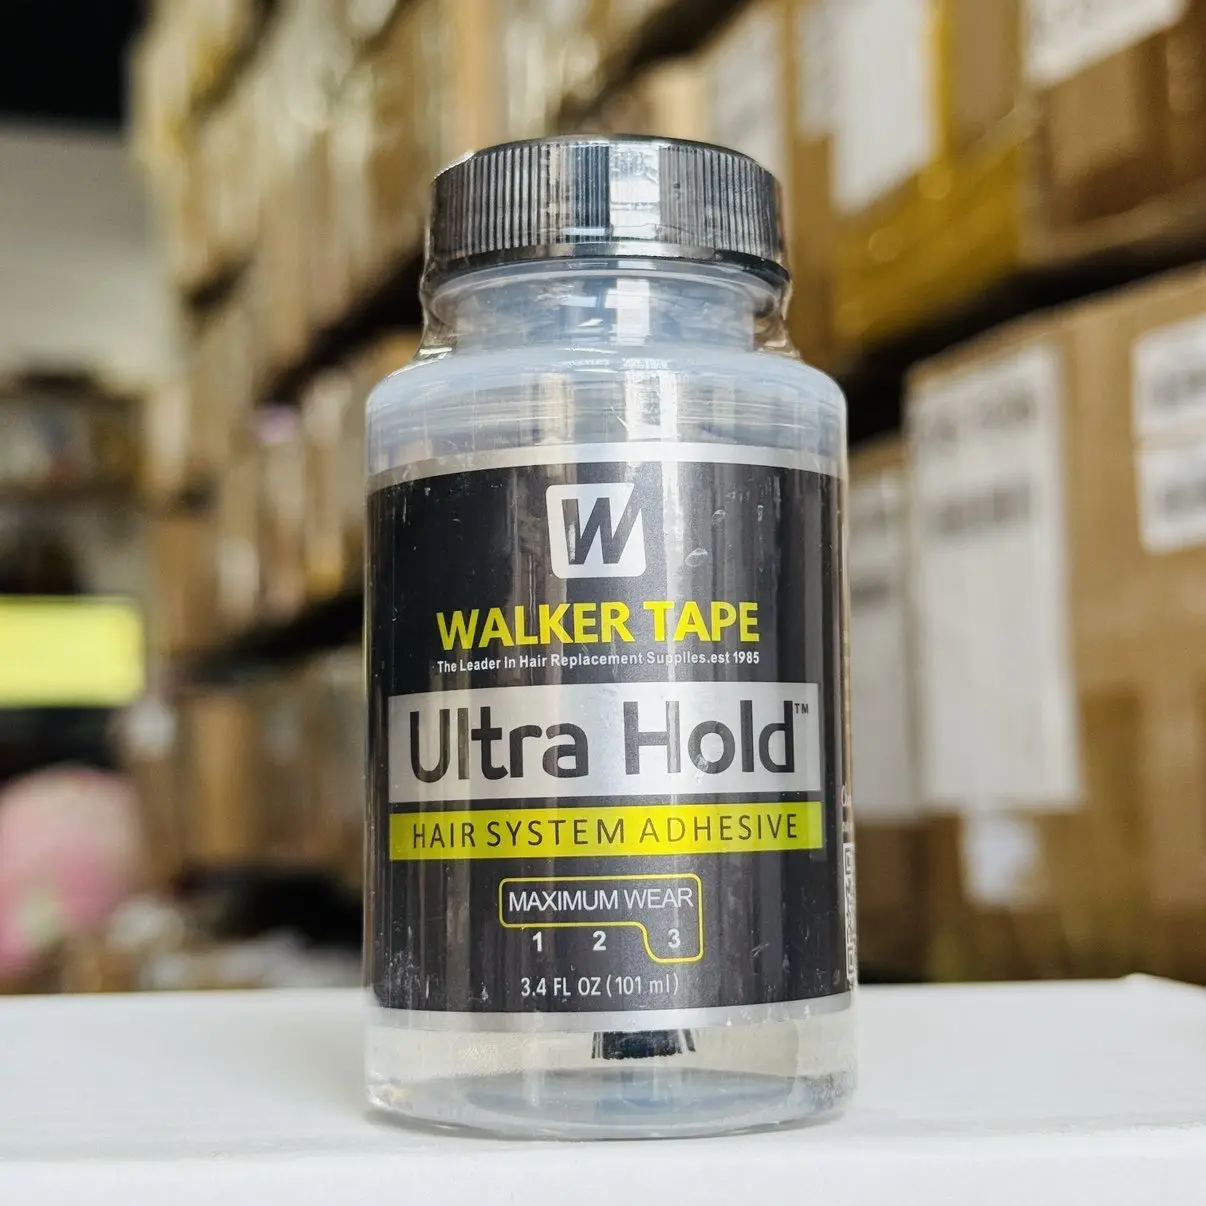 W
WALKER TAPE
The Leader In Hair Replacement Supplies.est 1985
Ultra Hold™
HAIR SYSTEM ADHESIVE
MAXIMUM WEAR
1 2 3
3.4 FL OZ (101 ml)